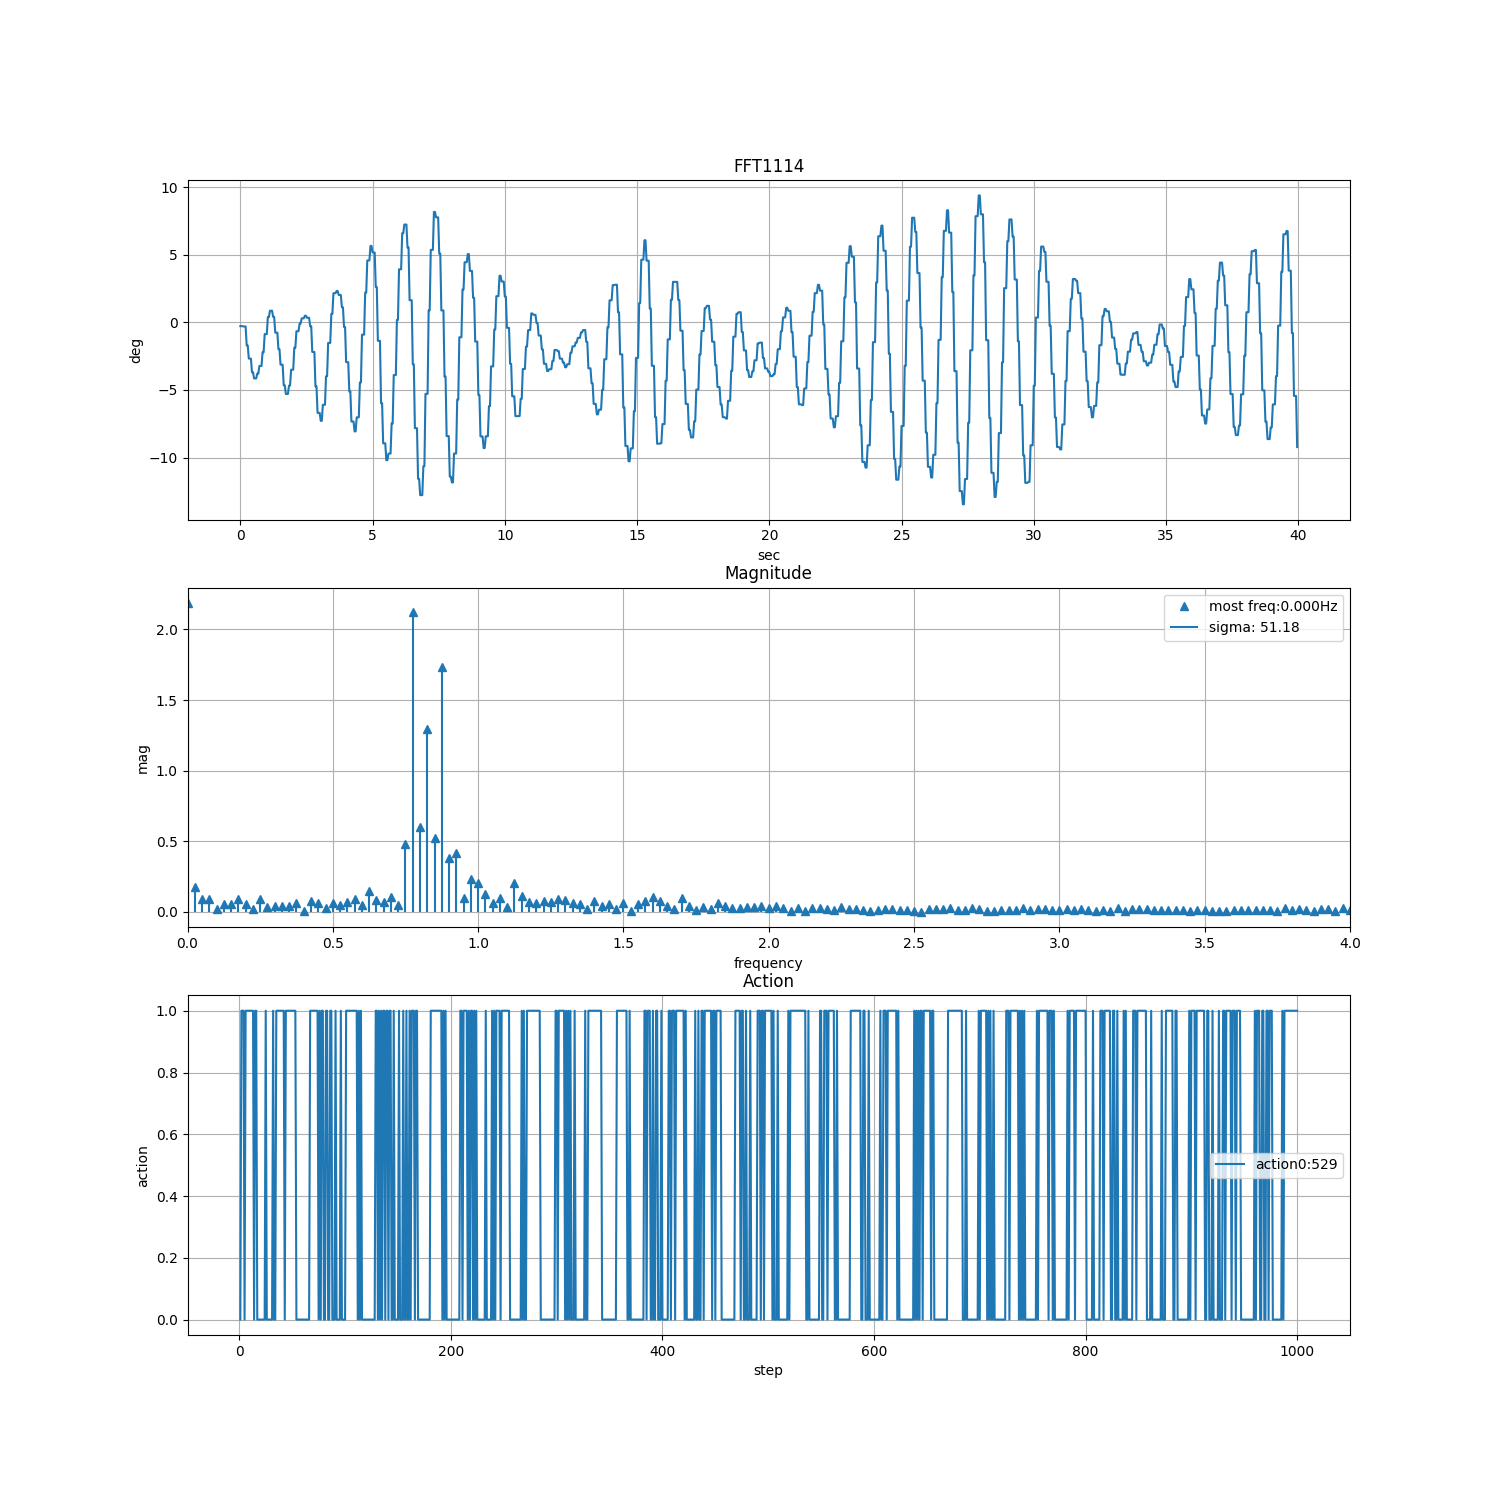 FFT1114
10
5
0
−5
−10
deg
0 5 10 15 20 25 30 35 40
sec
Magnitude
most freq:0.000Hz
sigma: 51.18
2.0
1.5
1.0
0.5
0.0
mag
0.0 0.5 1.0 1.5 2.0 2.5 3.0 3.5 4.0
frequency
Action
1.0
0.8
0.6
0.4
0.2
0.0
action
action0:529
0 200 400 600 800 1000
step